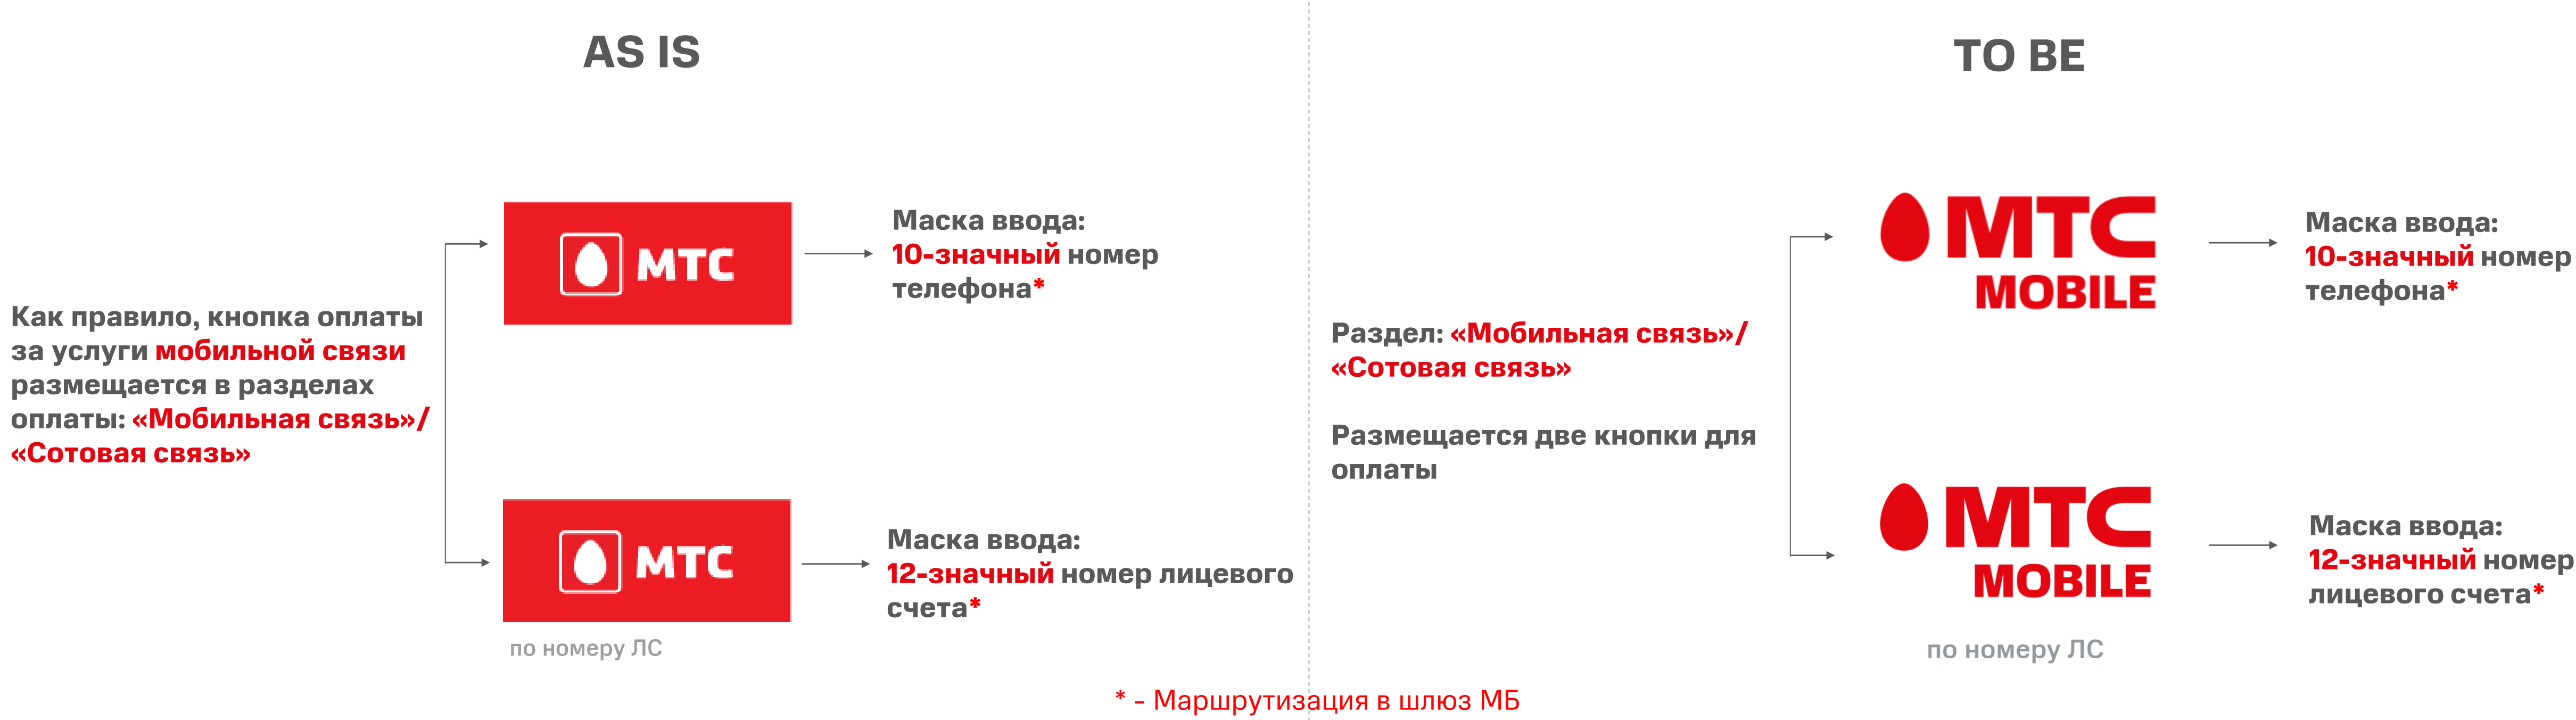 AS IS
Как правило, кнопка оплаты
за услуги мобильной связи
размещается в разделах
оплаты: «Мобильная связь»/
«Сотовая связь»
МТС
Маска ввода:
10-значный номер
телефона*
МТС
по номеру ЛС
Маска ввода:
12-значный номер лицевого
счета*
TO BE
Раздел: «Мобильная связь»/
«Сотовая связь»
Размещается две кнопки для
оплаты
МТС
MOBILE
Маска ввода:
10-значный номер
телефона*
МТС
MOBILE
по номеру ЛС
Маска ввода:
12-значный номер
лицевого счета*
* - Маршрутизация в шлюз МБ